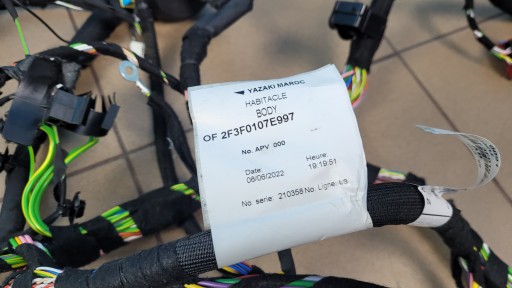 YAZAKI MAROC
HABITACLE
BODY
OF 2F3F0107E997
No. APV 000
Date: Heure:
06/06/2022 19.19.51
No. serie: 210358 No. Ligne: